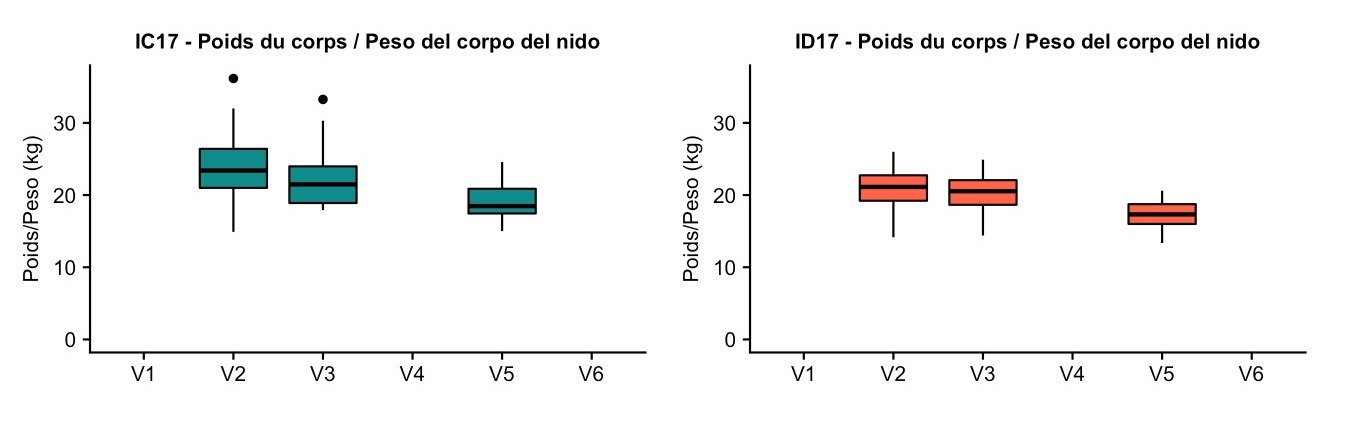 IC17 - Poids du corps / Peso del corpo del nido
Poids/Peso (kg)
30
20
10
0
V1 V2 V3 V4 V5 V6
ID17 - Poids du corps / Peso del corpo del nido
Poids/Peso (kg)
30
20
10
0
V1 V2 V3 V4 V5 V6